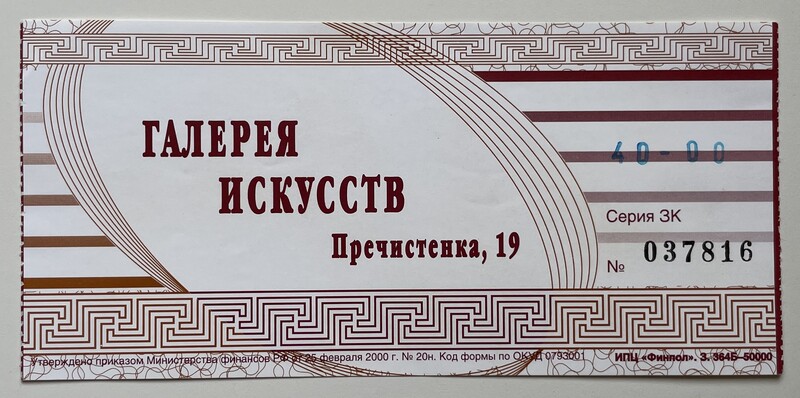 ГАЛЕРЕЯ
ИСКУССТВ
Пречистенка, 19
40-00
Серия ЗК
№ 037816
Утверждено приказом Министерства финансов РФ от 25 февраля 2000 г. № 20н. Код формы по ОКУД 0793001
ИПЦ «Финпол». З. 364Б–50000